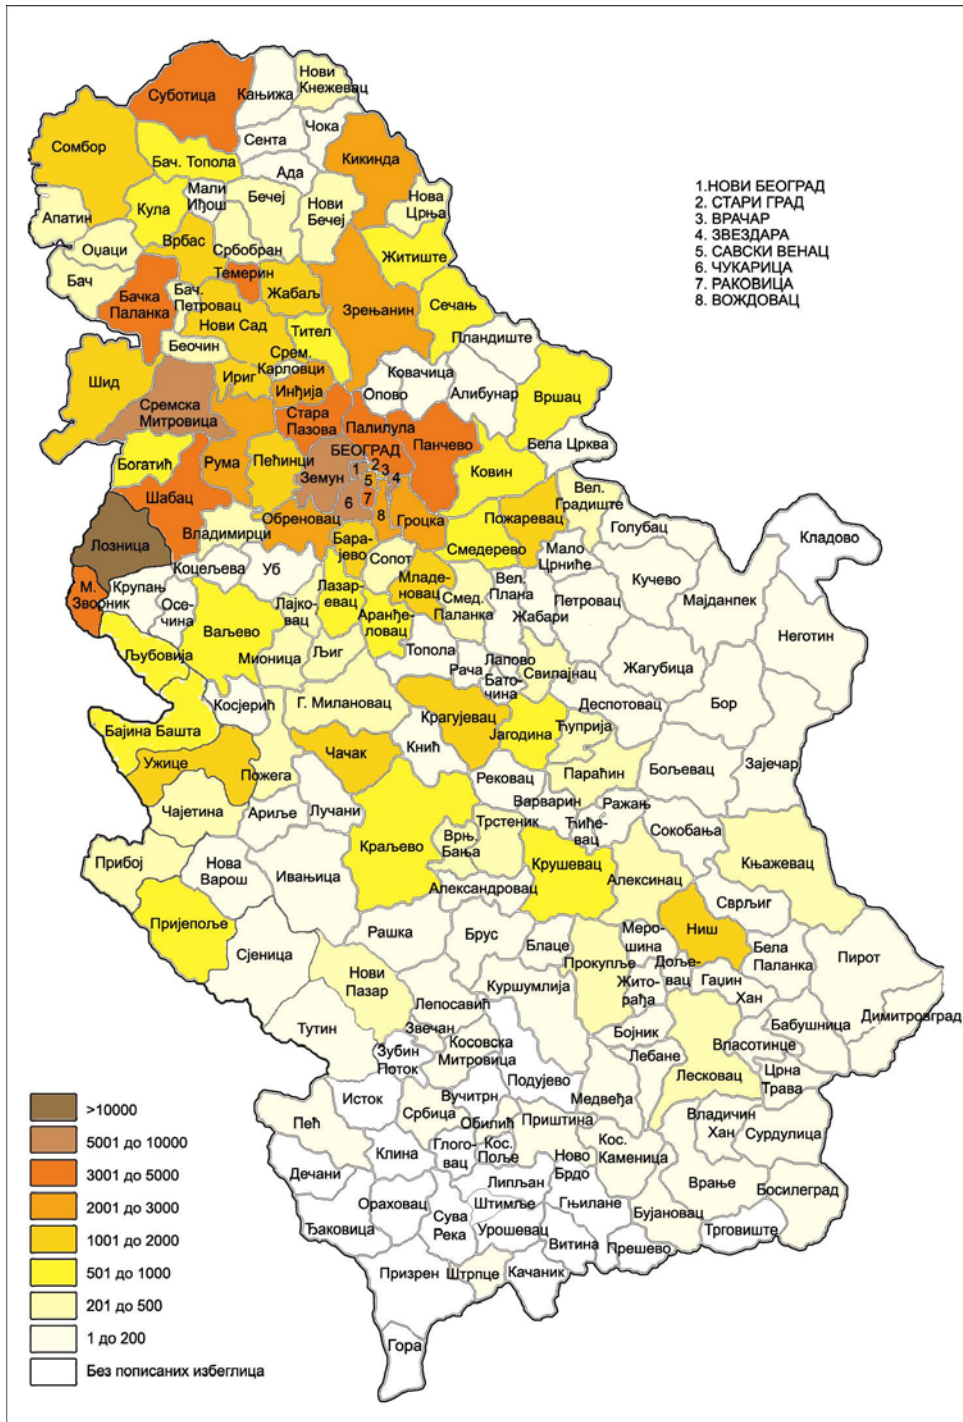 Суботица
Кањижа
Нови
Кнежевац
Чока
Сента
Сомбор
Бач. Топола
Ада
Кикинда
Мали
Иђош
Бечеј
Нови
Бечеј
Нова
Црња
Апатин
Кула
Оџаци
Врбас
Србобран
Житиште
Бач
Темерин
Бачка
Паланка
Бач.
Петровац
Жабаљ
Зрењанин
Сечањ
Нови Сад
Тител
Беочин
Срем.
Карловци
Пландиште
Ковачица
Шид
Ириг
Инђија
Опово
Алибунар
Вршац
Сремска
Митровица
Стара
Пазова
Палилула
Панчево
Бела Црква
Богатић
Рума
Пећинци
БЕОГРАД
Земун
1
2
3
4
5
6
7
8
Ковин
Шабац
Вел.
Градиште
Владимирци
Обреновац
Гроцка
Пожаревац
Голубац
Кладово
Лозница
Бара-
јево
Сопот
Смедерево
Мало
Црниће
Коцељева
Уб
Кучево
М.
Зворник
Крупањ
Осе-
чина
Лазар-
евац
Младе-
новац
Вел.
Плана
Петровац
Мајданпек
Лајко-
вац
Смед.
Паланка
Жабари
Неготин
Ваљево
Аранђе-
ловац
Љубовија
Мионица
Љиг
Топола
Рача
Лапово
Свилајнац
Жагубица
Бато-
чина
Косјерић
Г. Милановац
Крагујевац
Деспотовац
Бор
Бајина Башта
Јагодина
Ћуприја
Ужице
Чачак
Кнић
Зајечар
Пожега
Рековац
Параћин
Бољевац
Чајетина
Ариље
Лучани
Варварин
Ражањ
Трстеник
Ћиће-
вац
Сокобања
Прибој
Краљево
Врњ.
Бања
Књажевац
Нова
Варош
Ивањица
Крушевац
Александровац
Алексинац
Сврљиг
Пријепоље
Рашка
Брус
Блаце
Меро-
шина
Ниш
Бела
Паланка
Пирот
Сјеница
Нови
Пазар
Прокупље
Доље-
вац
Куршумлија
Жито-
рађа
Гаџин
Хан
Тутин
Лепосавић
Звечан
Бојник
Бабушница
Димитровград
Зубин
Поток
Косовска
Митровица
Лебане
Власотинце
Подујево
Лесковац
Црна
Трава
Исток
Вучитрн
Медвеђа
Пећ
Србица
Обилић
Приштина
Владичин
Хан
Сурдулица
Клина
Глого-
вац
Кос.
Поље
Ново
Брдо
Кос.
Каменица
Дечани
Липљан
Врање
Босилеград
Ораховац
Штимље
Гњилане
Ђаковица
Сува
Река
Урошевац
Витина
Бујановац
Прешево
Трговиште
Призрен
Штрпце
Качаник
Гора
1.НОВИ БЕОГРАД
2. СТАРИ ГРАД
3. ВРАЧАР
4. ЗВЕЗДАРА
5. САВСКИ ВЕНАЦ
6. ЧУКАРИЦА
7. РАКОВИЦА
8. ВОЖДОВАЦ
>10000
5001 до 10000
3001 до 5000
2001 до 3000
1001 до 2000
501 до 1000
201 до 500
1 до 200
Без пописаних избеглица